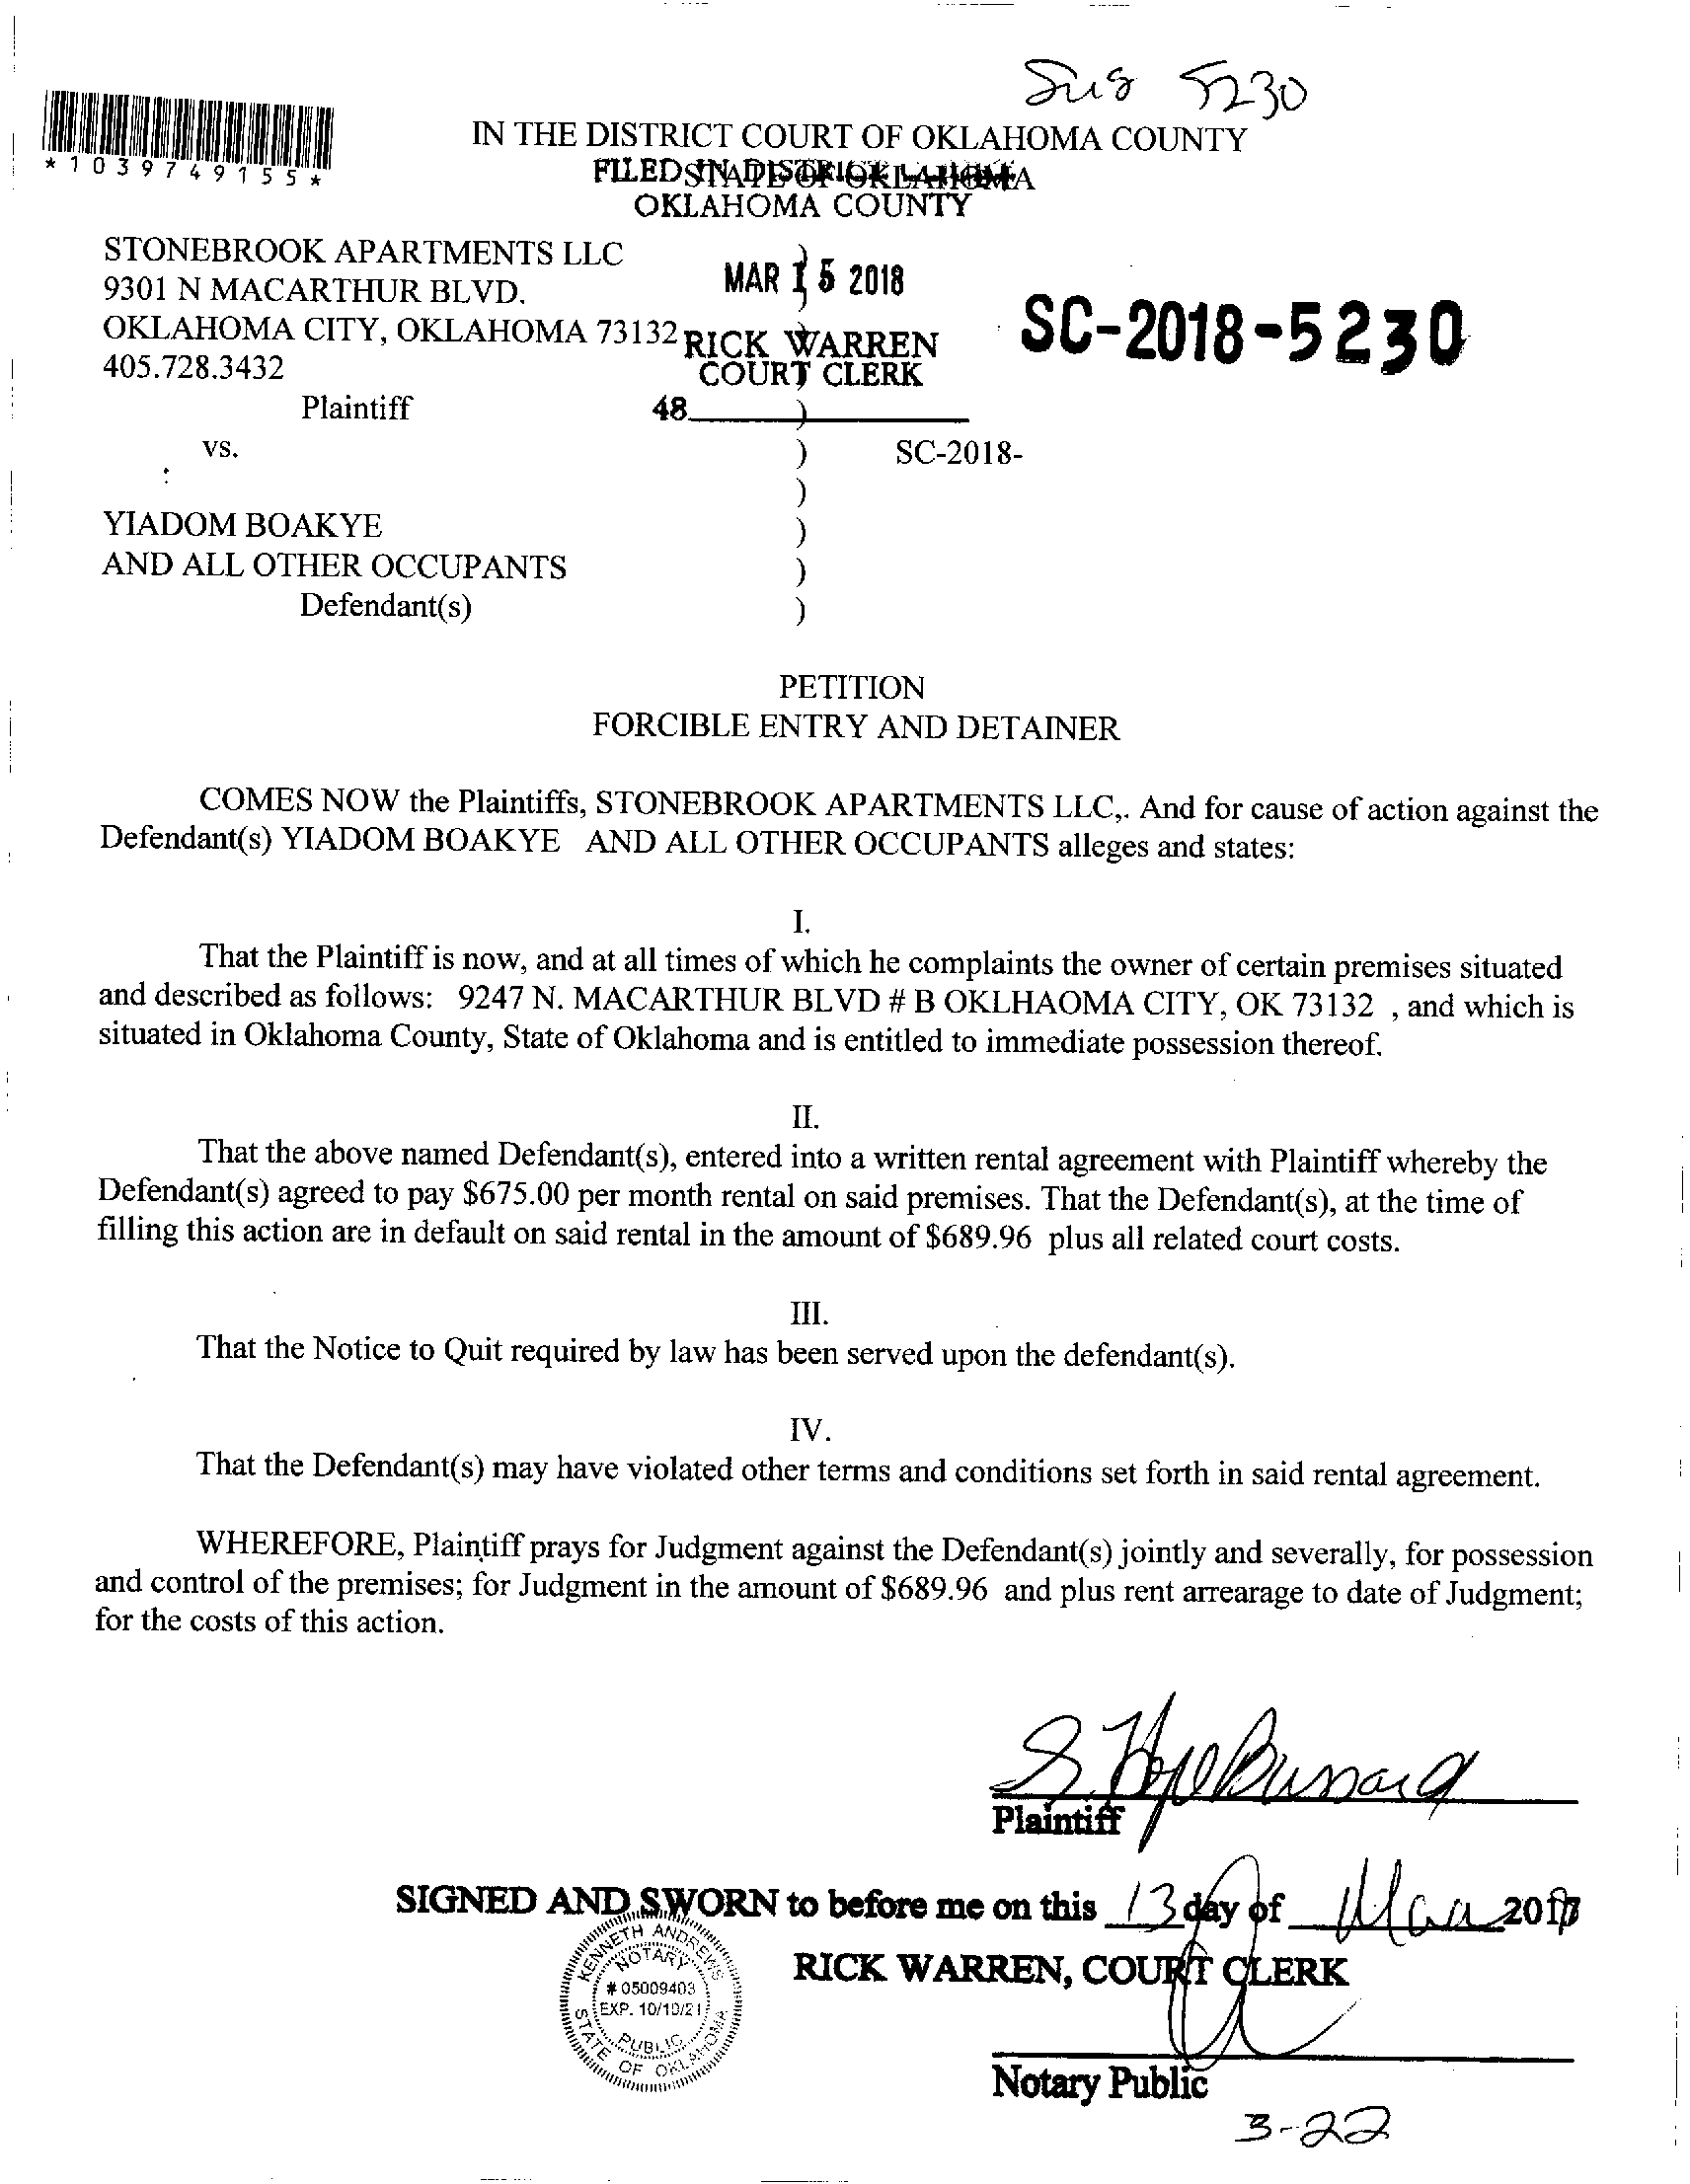 5230
*1039749155*
IN THE DISTRICT COURT OF OKLAHOMA COUNTY
STATE OF OKLAHOMA
FILED IN DISTRICT
OKLAHOMA COUNTY
STONEBROOK APARTMENTS LLC )
9301 N MACARTHUR BLVD. MAR 15 2018 )
OKLAHOMA CITY, OKLAHOMA 73132 RICK WARREN ) SC-2018-5230
405.728.3432 COURT CLERK )
Plaintiff 48 )
vs. ) SC-2018-
)
YIADOM BOAKYE )
AND ALL OTHER OCCUPANTS )
Defendant(s) )
PETITION
FORCIBLE ENTRY AND DETAINER
COMES NOW the Plaintiffs, STONEBROOK APARTMENTS LLC,. And for cause of action against the
Defendant(s) YIADOM BOAKYE AND ALL OTHER OCCUPANTS alleges and states:
I.
That the Plaintiff is now, and at all times of which he complaints the owner of certain premises situated
and described as follows: 9247 N. MACARTHUR BLVD # B OKLHAOMA CITY, OK 73132 , and which is
situated in Oklahoma County, State of Oklahoma and is entitled to immediate possession thereof.
II.
That the above named Defendant(s), entered into a written rental agreement with Plaintiff whereby the
Defendant(s) agreed to pay $675.00 per month rental on said premises. That the Defendant(s), at the time of
filling this action are in default on said rental in the amount of $689.96 plus all related court costs.
III.
That the Notice to Quit required by law has been served upon the defendant(s).
IV.
That the Defendant(s) may have violated other terms and conditions set forth in said rental agreement.
WHEREFORE, Plaintiff prays for Judgment against the Defendant(s) jointly and severally, for possession
and control of the premises; for Judgment in the amount of $689.96 and plus rent arrearage to date of Judgment;
for the costs of this action.
S. Hope Bussard
Plaintiff
SIGNED AND SWORN to before me on this 13 day of Mar 201
RICK WARREN, COURT CLERK
KENNETH ANDREWS
NOTARY
# 05009403
EXP. 10/10/21
PUBLIC
STATE OF OKLAHOMA
Notary Public
3-22